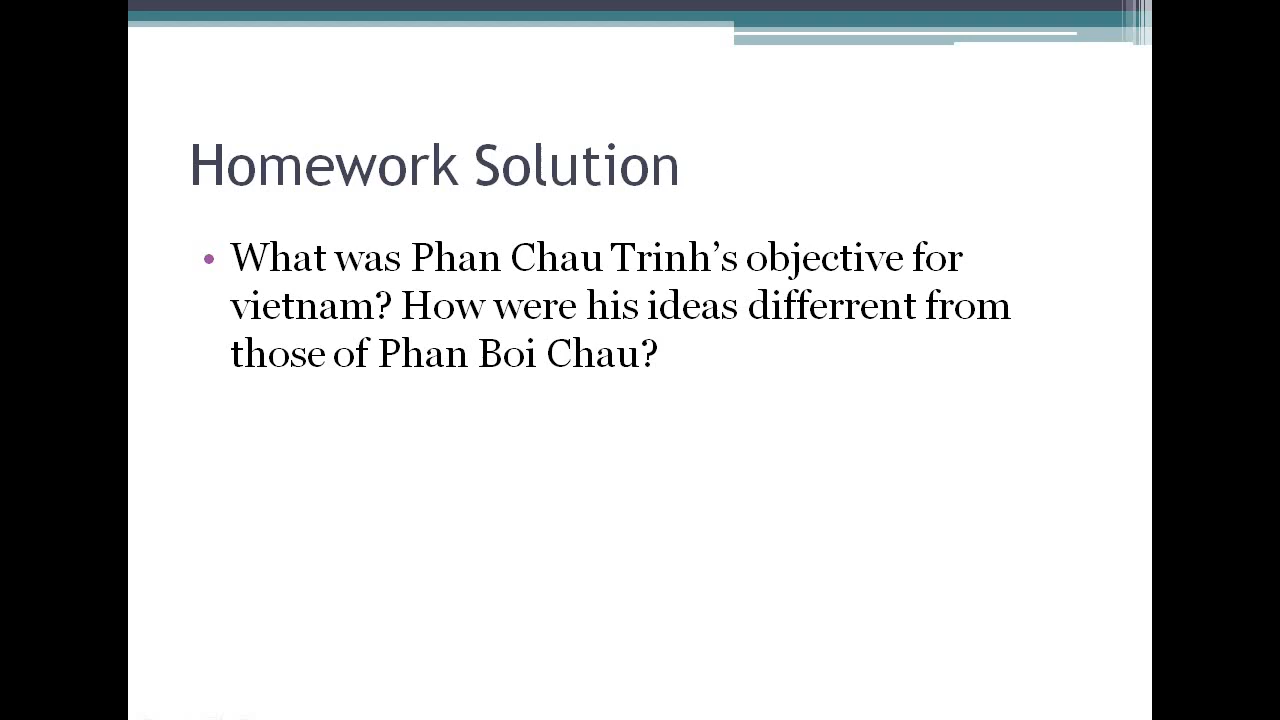 Homework Solution
• What was Phan Chau Trinh’s objective for
vietnam? How were his ideas differrent from
those of Phan Boi Chau?